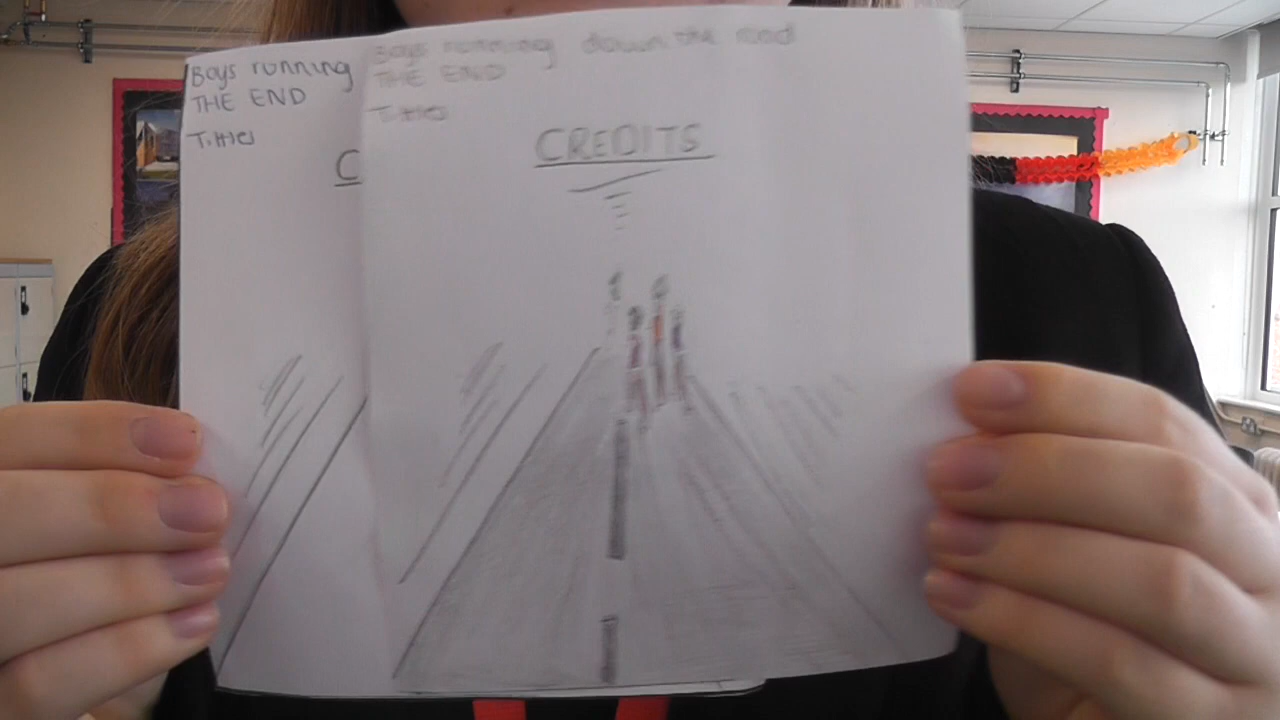 Boys running
THE END
Titles
C
Boys running down the road
THE END
Titles
CREDITS